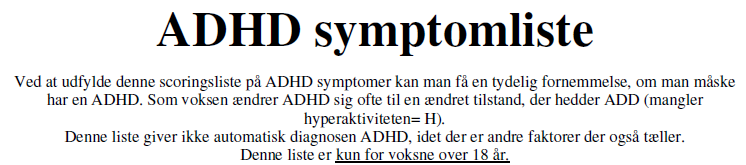 ADHD symptomliste
Ved at udfylde denne scoringsliste på ADHD symptomer kan man få en tydelig fornemmelse, om man måske
har en ADHD. Som voksen ændrer ADHD sig ofte til en ændret tilstand, der hedder ADD (mangler
hyperaktiviteten= H).
Denne liste giver ikke automatisk diagnosen ADHD, idet der er andre faktorer der også tæller.
Denne liste er kun for voksne over 18 år.